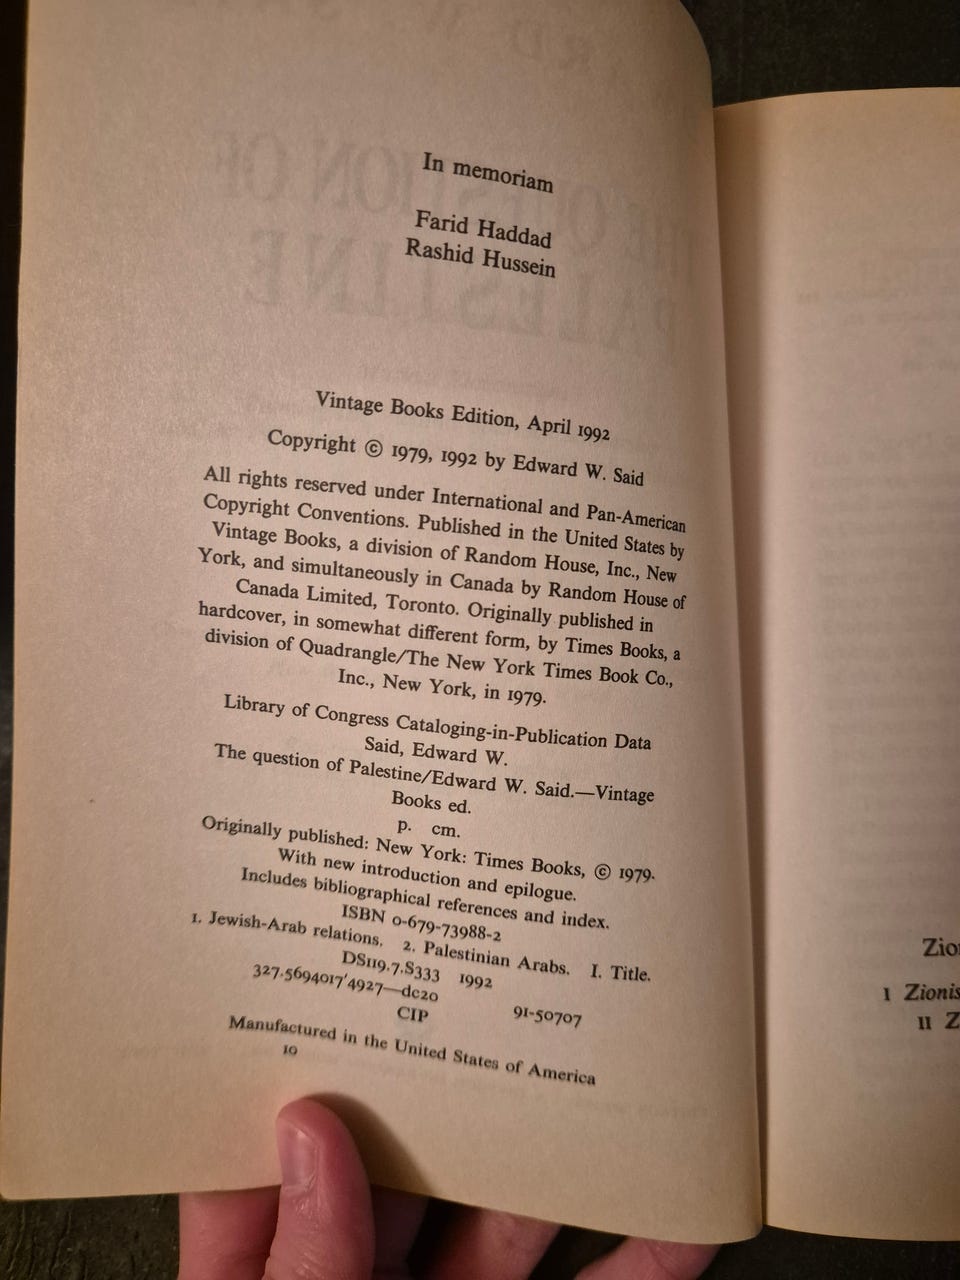 In memoriam
Farid Haddad
Rashid Hussein
Vintage Books Edition, April 1992
Copyright © 1979, 1992 by Edward W. Said
All rights reserved under International and Pan-American
Copyright Conventions. Published in the United States by
Vintage Books, a division of Random House, Inc., New
York, and simultaneously in Canada by Random House of
Canada Limited, Toronto. Originally published in
hardcover, in somewhat different form, by Times Books, a
division of Quadrangle/The New York Times Book Co.,
Inc., New York, in 1979.
Library of Congress Cataloging-in-Publication Data
Said, Edward W.
The question of Palestine/Edward W. Said.—Vintage
Books ed.
p. cm.
Originally published: New York: Times Books, © 1979.
With new introduction and epilogue.
Includes bibliographical references and index.
ISBN 0-679-73988-2
1. Jewish-Arab relations. 2. Palestinian Arabs. I. Title.
DS119.7.S333 1992
327.5694017'4927—dc20 91-50707
CIP
Manufactured in the United States of America
10
I
II